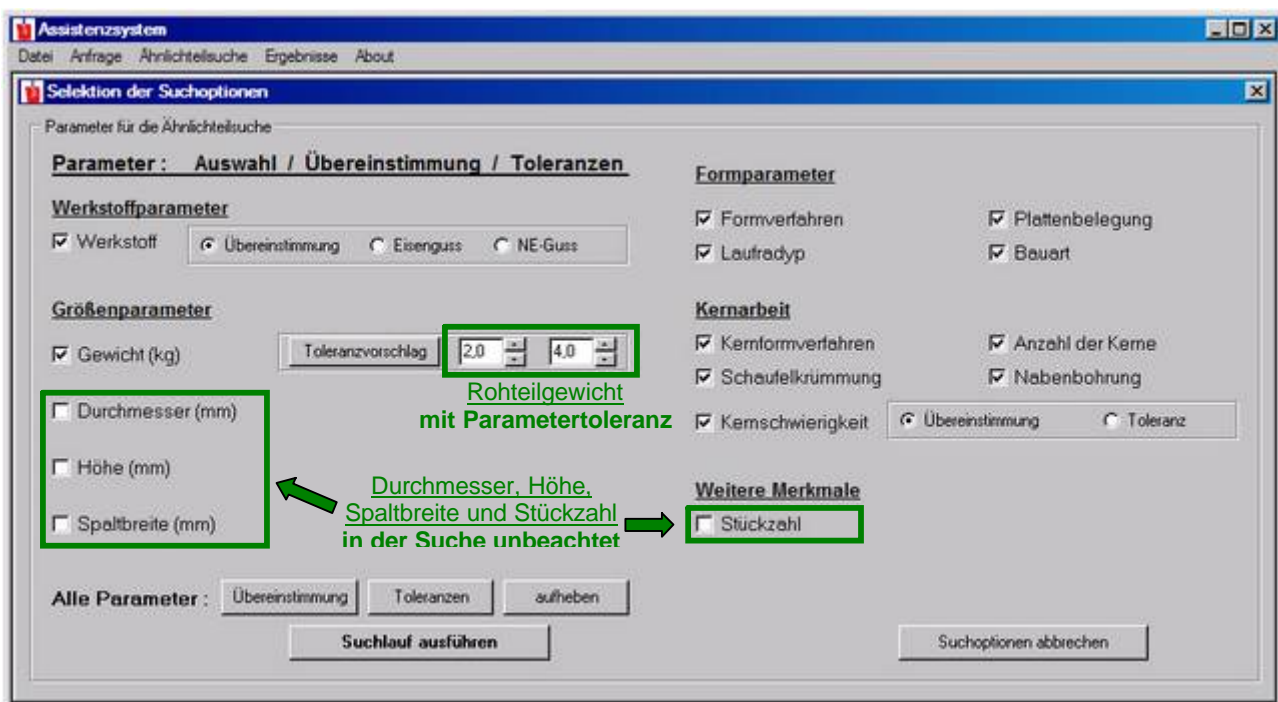 Assistenzsystem
Datei Anfrage Ähnlichteilsuche Ergebnisse About
Selektion der Suchoptionen
Parameter für die Ähnlichteilsuche
Parameter : Auswahl / Übereinstimmung / Toleranzen
Werkstoffparameter
Werkstoff Übereinstimmung Eisenguss NE-Guss
Größenparameter
Gewicht (kg) Toleranzvorschlag 2,0 4,0
Rohteilgewicht
mit Parametertoleranz
Durchmesser (mm)
Höhe (mm)
Spaltbreite (mm)
Durchmesser, Höhe,
Spaltbreite und Stückzahl
in der Suche unbeachtet
Formparameter
Formverfahren Plattenbelegung
Laufradyp Bauart
Kernarbeit
Kernformverfahren Anzahl der Kerne
Schaufelkrümmung Nabenbohrung
Kernschwierigkeit Übereinstimmung Toleranz
Weitere Merkmale
Stückzahl
Alle Parameter : Übereinstimmung Toleranzen aufheben
Suchlauf ausführen Suchoptionen abbrechen